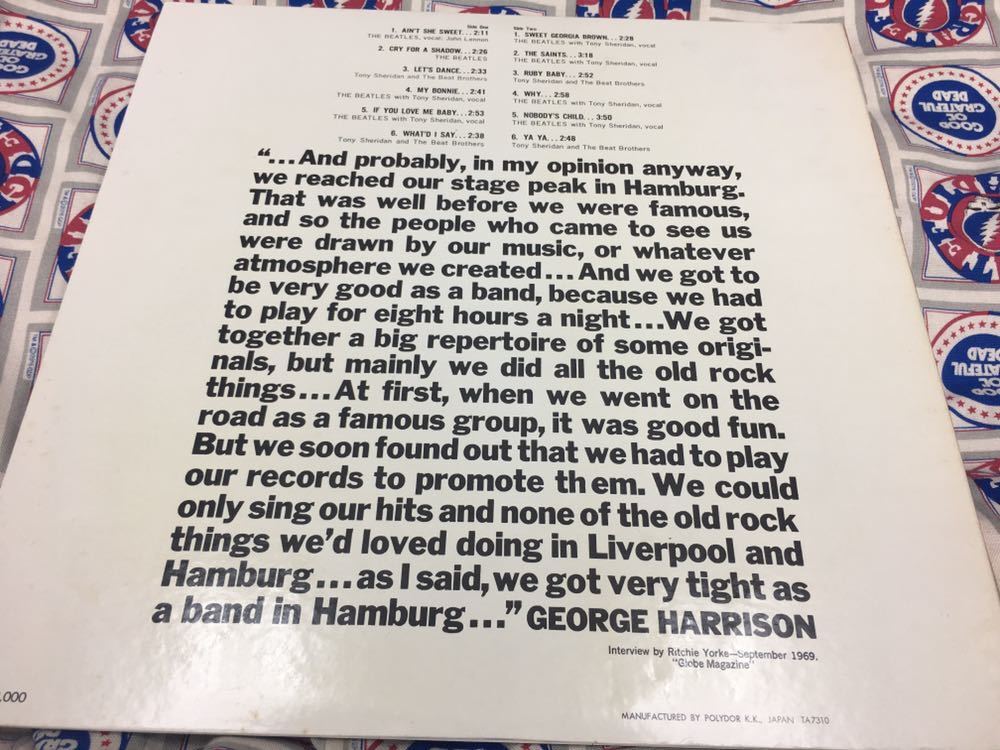 Side One
1. AIN'T SHE SWEET...2:11
THE BEATLES, vocal: John Lennon
2. CRY FOR A SHADOW...2:26
THE BEATLES
3. LET'S DANCE...2:33
Tony Sheridan and The Beat Brothers
4. MY BONNIE...2:41
THE BEATLES with Tony Sheridan, vocal
5. IF YOU LOVE ME BABY...2:53
THE BEATLES with Tony Sheridan, vocal
6. WHAT'D I SAY...2:38
Tony Sheridan and The Beat Brothers
Side Two
1. SWEET GEORGIA BROWN...2:28
THE BEATLES with Tony Sheridan, vocal
2. THE SAINTS...3:18
THE BEATLES with Tony Sheridan, vocal
3. RUBY BABY...2:52
Tony Sheridan and The Beat Brothers
4. WHY...2:58
THE BEATLES with Tony Sheridan, vocal
5. NOBODY'S CHILD...3:50
THE BEATLES with Tony Sheridan, vocal
6. YA YA...2:48
Tony Sheridan and The Beat Brothers
“...And probably, in my opinion anyway,
we reached our stage peak in Hamburg.
That was well before we were famous,
and so the people who came to see us
were drawn by our music, or whatever
atmosphere we created...And we got to
be very good as a band, because we had
to play for eight hours a night...We got
together a big repertoire of some origi-
nals, but mainly we did all the old rock
things...At first, when we went on the
road as a famous group, it was good fun.
But we soon found out that we had to play
our records to promote them. We could
only sing our hits and none of the old rock
things we'd loved doing in Liverpool and
Hamburg...as I said, we got very tight as
a band in Hamburg...” GEORGE HARRISON
Interview by Ritchie Yorke—September 1969.
"Globe Magazine"
,000
MANUFACTURED BY POLYDOR K.K., JAPAN TA7310
GOOD OL'
GRATEFUL
DEAD
GOOD OL'
GRATEFUL
DEAD
GOOD OL'
GRATEFUL
DEAD